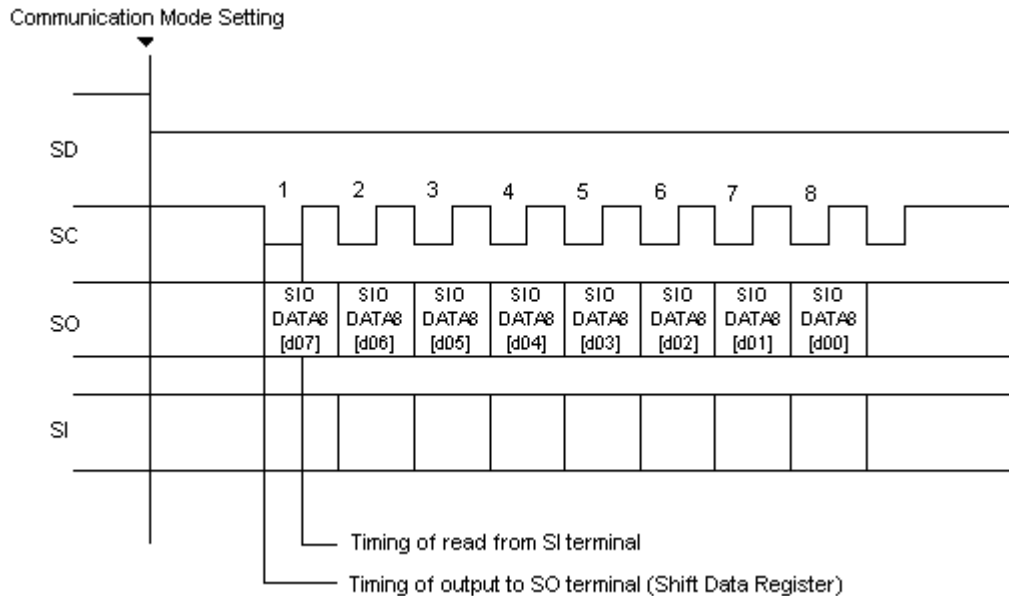 Communication Mode Setting
SD
1 2 3 4 5 6 7 8
SC
SIO SIO SIO SIO SIO SIO SIO SIO
DATA8 DATA8 DATA8 DATA8 DATA8 DATA8 DATA8 DATA8
[d07] [d06] [d05] [d04] [d03] [d02] [d01] [d00]
SO
SI
Timing of read from SI terminal
Timing of output to SO terminal (Shift Data Register)